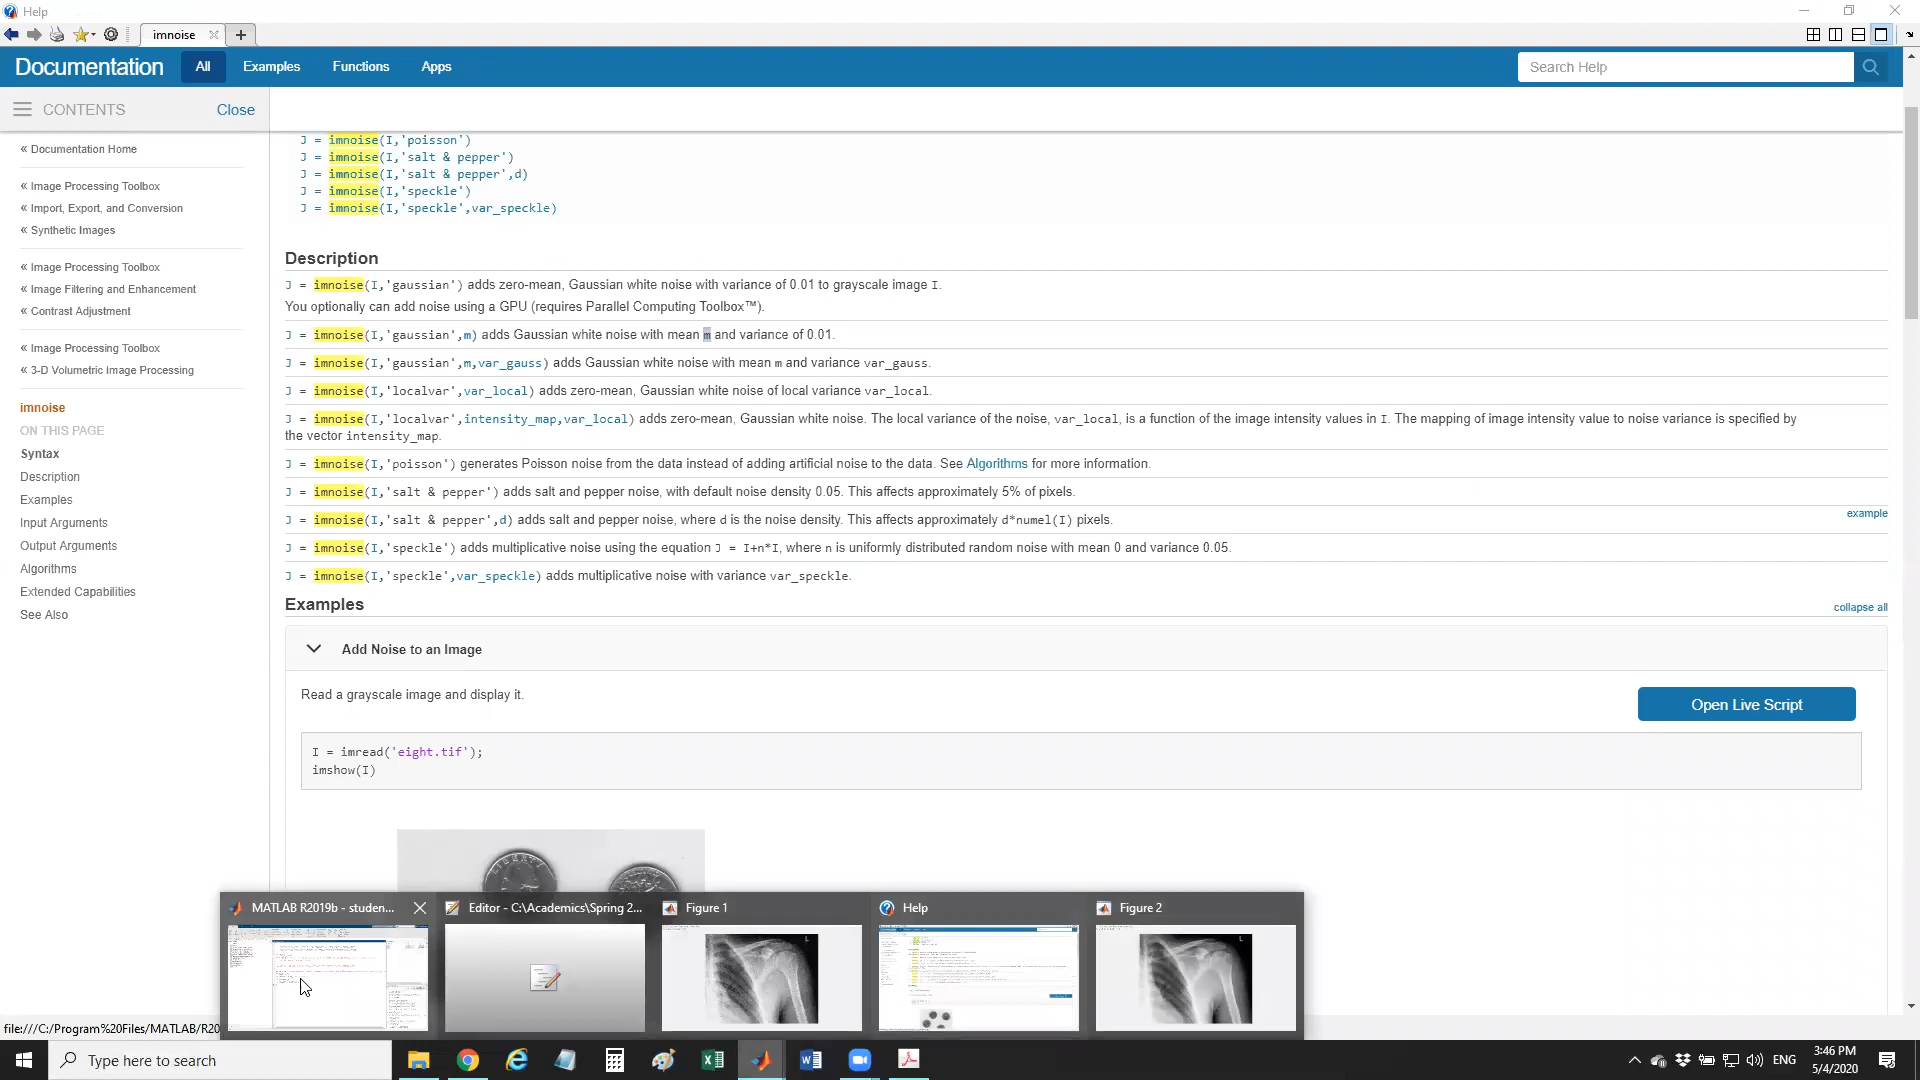 Help
imnoise
Documentation All Examples Functions Apps Search Help
CONTENTS Close
« Documentation Home
« Image Processing Toolbox
« Import, Export, and Conversion
« Synthetic Images
« Image Processing Toolbox
« Image Filtering and Enhancement
« Contrast Adjustment
« Image Processing Toolbox
« 3-D Volumetric Image Processing
imnoise
ON THIS PAGE
Syntax
Description
Examples
Input Arguments
Output Arguments
Algorithms
Extended Capabilities
See Also
J = imnoise(I,'poisson')
J = imnoise(I,'salt & pepper')
J = imnoise(I,'salt & pepper',d)
J = imnoise(I,'speckle')
J = imnoise(I,'speckle',var_speckle)
Description
J = imnoise(I,'gaussian') adds zero-mean, Gaussian white noise with variance of 0.01 to grayscale image I.
You optionally can add noise using a GPU (requires Parallel Computing Toolbox™).
J = imnoise(I,'gaussian',m) adds Gaussian white noise with mean m and variance of 0.01.
J = imnoise(I,'gaussian',m,var_gauss) adds Gaussian white noise with mean m and variance var_gauss.
J = imnoise(I,'localvar',var_local) adds zero-mean, Gaussian white noise of local variance var_local.
J = imnoise(I,'localvar',intensity_map,var_local) adds zero-mean, Gaussian white noise. The local variance of the noise, var_local, is a function of the image intensity values in I. The mapping of image intensity value to noise variance is specified by
the vector intensity_map.
J = imnoise(I,'poisson') generates Poisson noise from the data instead of adding artificial noise to the data. See Algorithms for more information.
J = imnoise(I,'salt & pepper') adds salt and pepper noise, with default noise density 0.05. This affects approximately 5% of pixels.
J = imnoise(I,'salt & pepper',d) adds salt and pepper noise, where d is the noise density. This affects approximately d*numel(I) pixels.
example
J = imnoise(I,'speckle') adds multiplicative noise using the equation J = I+n*I, where n is uniformly distributed random noise with mean 0 and variance 0.05.
J = imnoise(I,'speckle',var_speckle) adds multiplicative noise with variance var_speckle.
Examples
collapse all
Add Noise to an Image
Read a grayscale image and display it.
Open Live Script
I = imread('eight.tif');
imshow(I)
MATLAB R2019b - studen...
Editor - C:\Academics\Spring 2...
Figure 1
Help
Figure 2
L
L
file:///C:/Program%20Files/MATLAB/R20
Type here to search
ENG
3:46 PM
5/4/2020